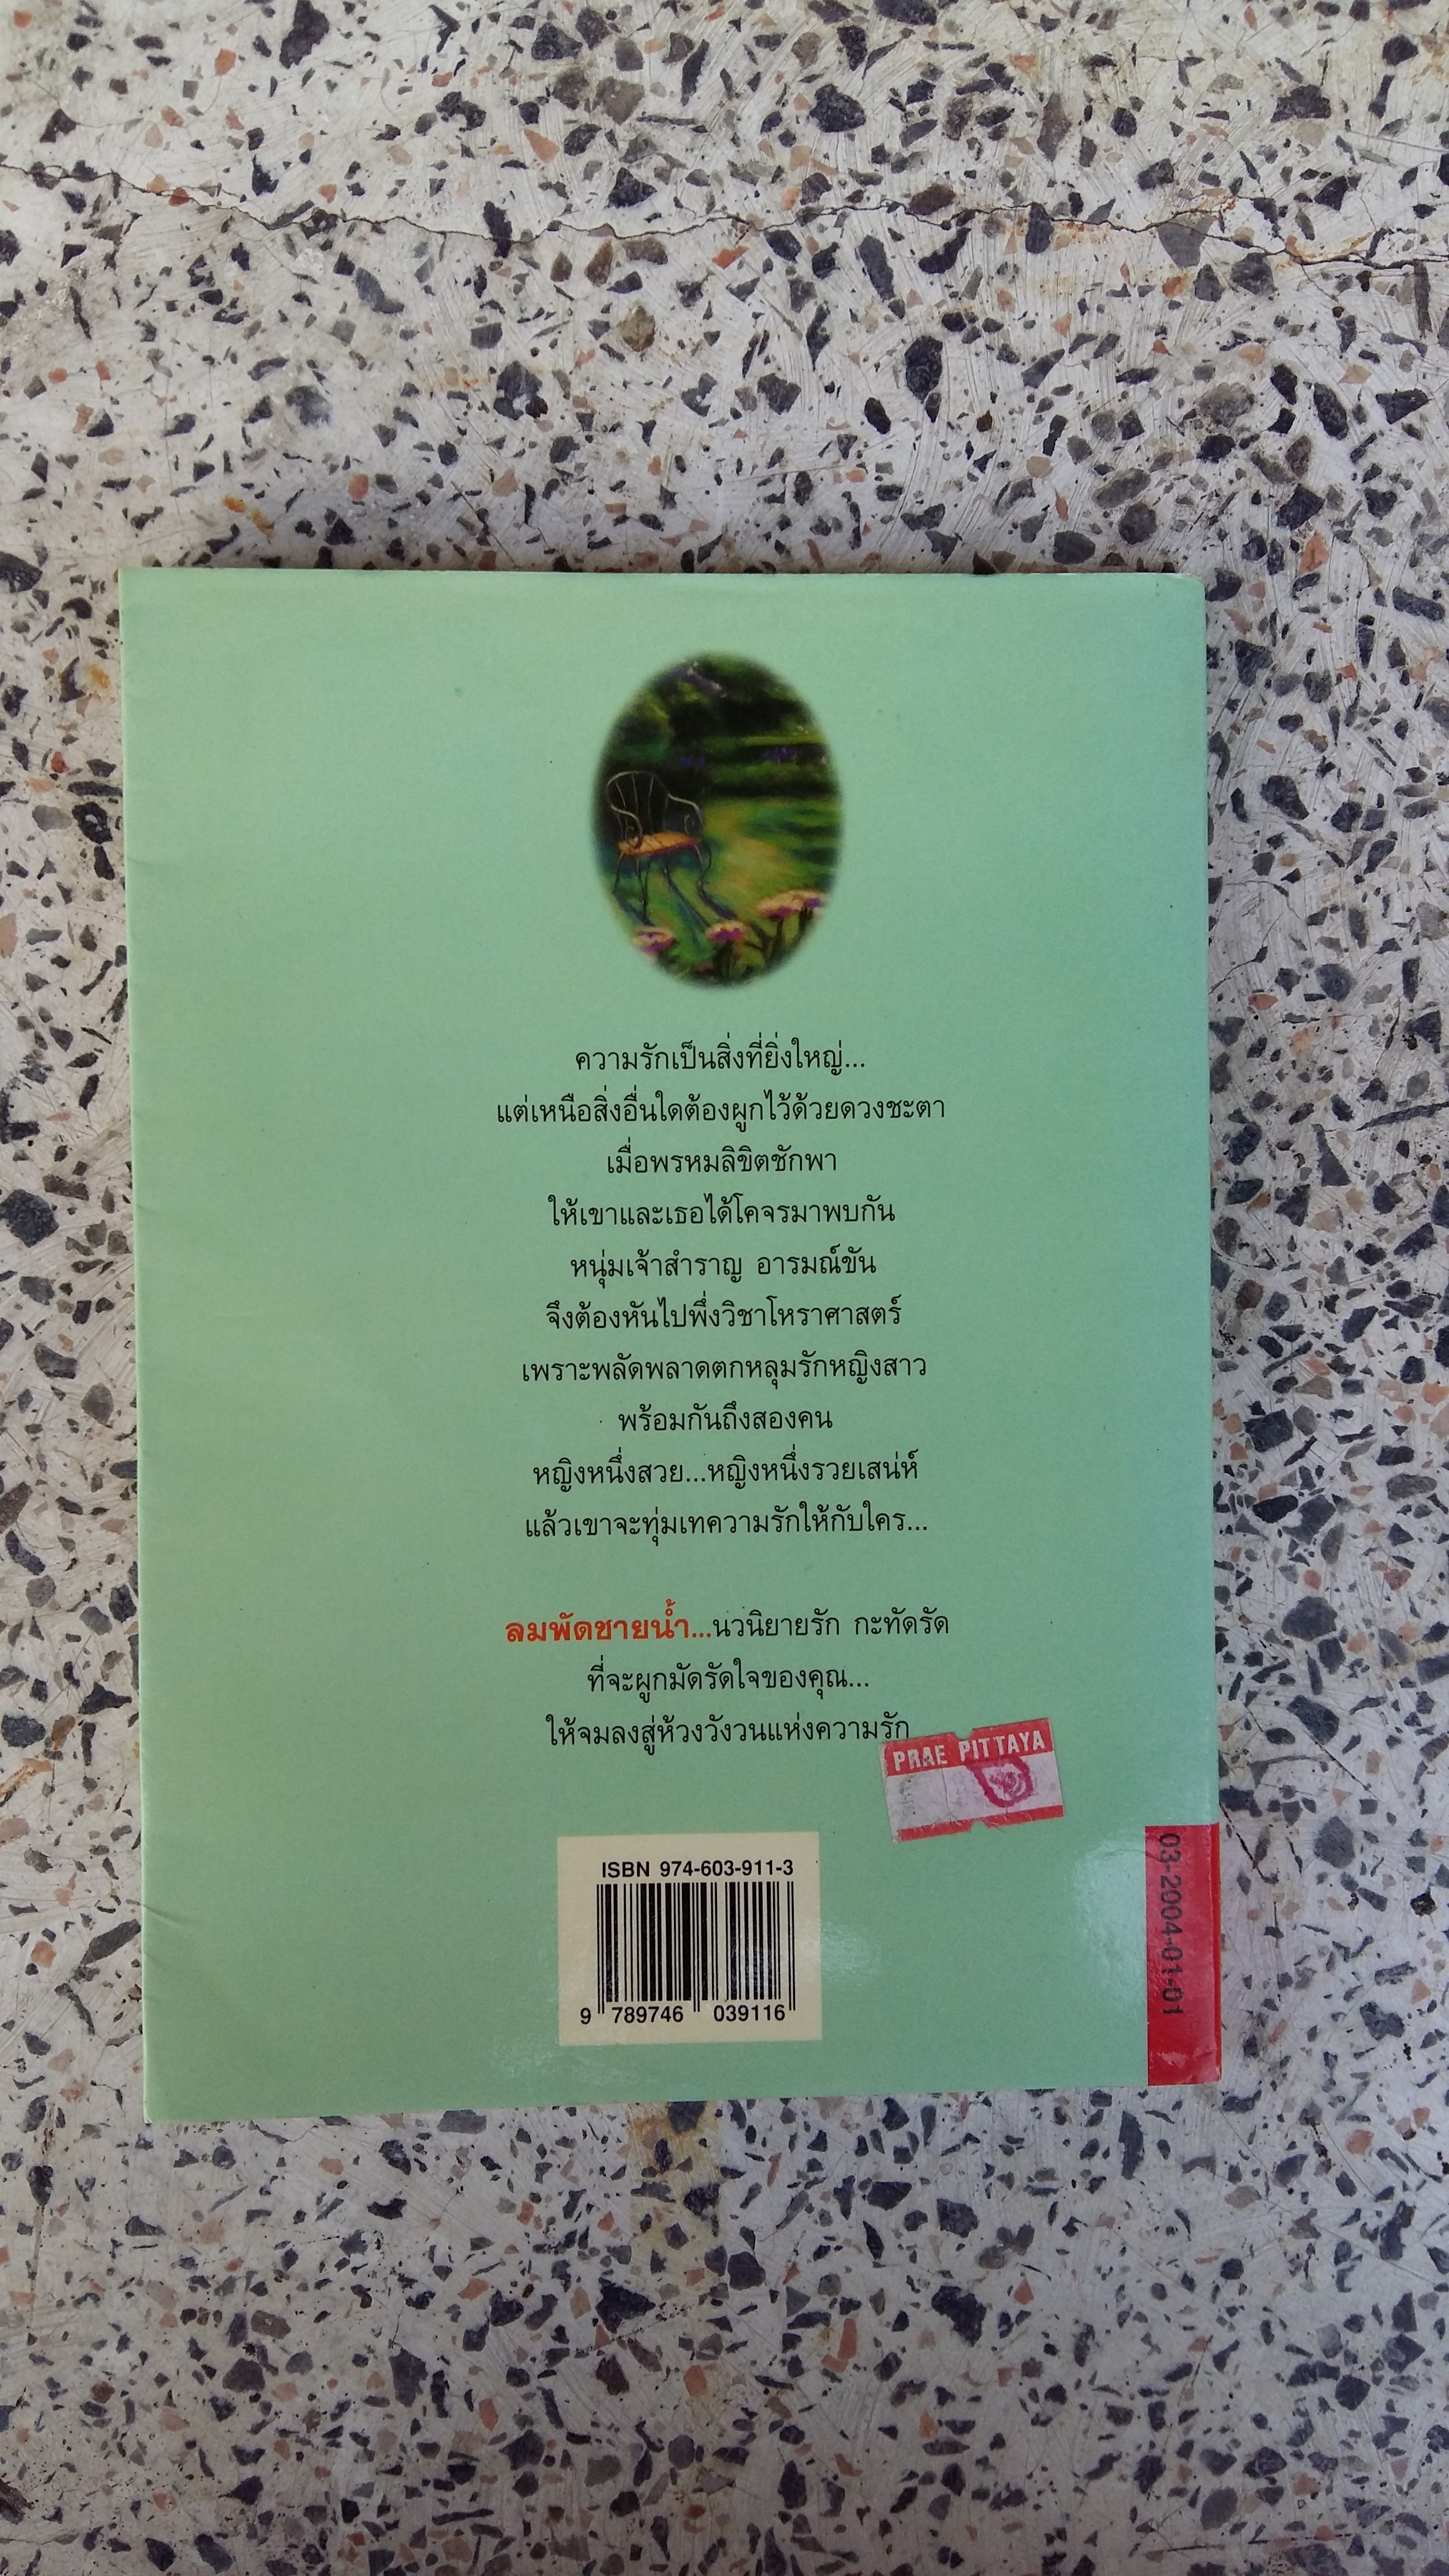 ความรักเป็นสิ่งที่ยิ่งใหญ่...
แต่เหนือสิ่งอื่นใดต้องผูกไว้ด้วยดวงชะตา
เมื่อพรหมลิขิตชักพา
ให้เขาและเธอได้โคจรมาพบกัน
หนุ่มเจ้าสำราญ อารมณ์ขัน
จึงต้องหันไปพึ่งวิชาโหราศาสตร์
เพราะพลัดพลาดตกหลุมรักหญิงสาว
พร้อมกันถึงสองคน
หญิงหนึ่งสวย...หญิงหนึ่งรวยเสน่ห์
แล้วเขาจะทุ่มเทความรักให้กับใคร...
ลมพัดชายน้ำ...นวนิยายรัก กะทัดรัด
ที่จะผูกมัดรัดใจของคุณ...
ให้จมลงสู่ห้วงวังวนแห่งความรัก
PRAE PITTAYA
ISBN 974-603-911-3
9 789746 039116
03-2004-01-01